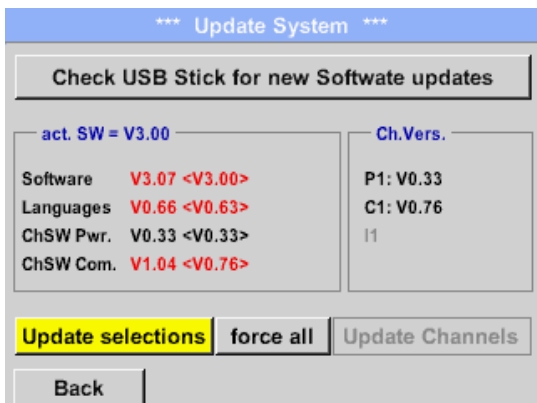 *** Update System ***
Check USB Stick for new Softwate updates
act. SW = V3.00
Software V3.07 <V3.00>
Languages V0.66 <V0.63>
ChSW Pwr. V0.33 <V0.33>
ChSW Com. V1.04 <V0.76>
Ch.Vers.
P1: V0.33
C1: V0.76
I1
Update selections force all Update Channels
Back